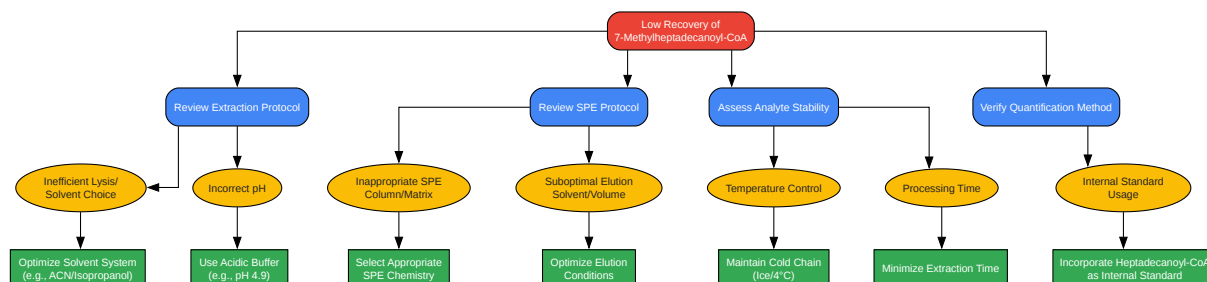 Low Recovery of
7-Methylheptadecanoyl-CoA
Review Extraction Protocol
Review SPE Protocol
Assess Analyte Stability
Verify Quantification Method
Inefficient Lysis/
Solvent Choice
Incorrect pH
Inappropriate SPE
Column/Matrix
Suboptimal Elution
Solvent/Volume
Temperature Control
Processing Time
Internal Standard
Usage
Optimize Solvent System
(e.g., ACN/Isopropanol)
Use Acidic Buffer
(e.g., pH 4.9)
Select Appropriate
SPE Chemistry
Optimize Elution
Conditions
Maintain Cold Chain
(Ice/4°C)
Minimize Extraction Time
Incorporate Heptadecanoyl-CoA
as Internal Standard